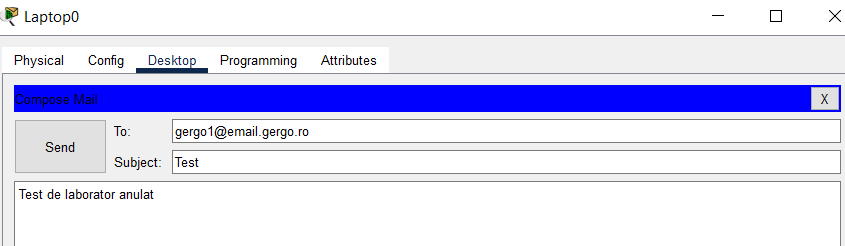 Laptop0
Physical Config Desktop Programming Attributes
Compose Mail
X
Send
To:
gergo1@email.gergo.ro
Subject:
Test
Test de laborator anulat